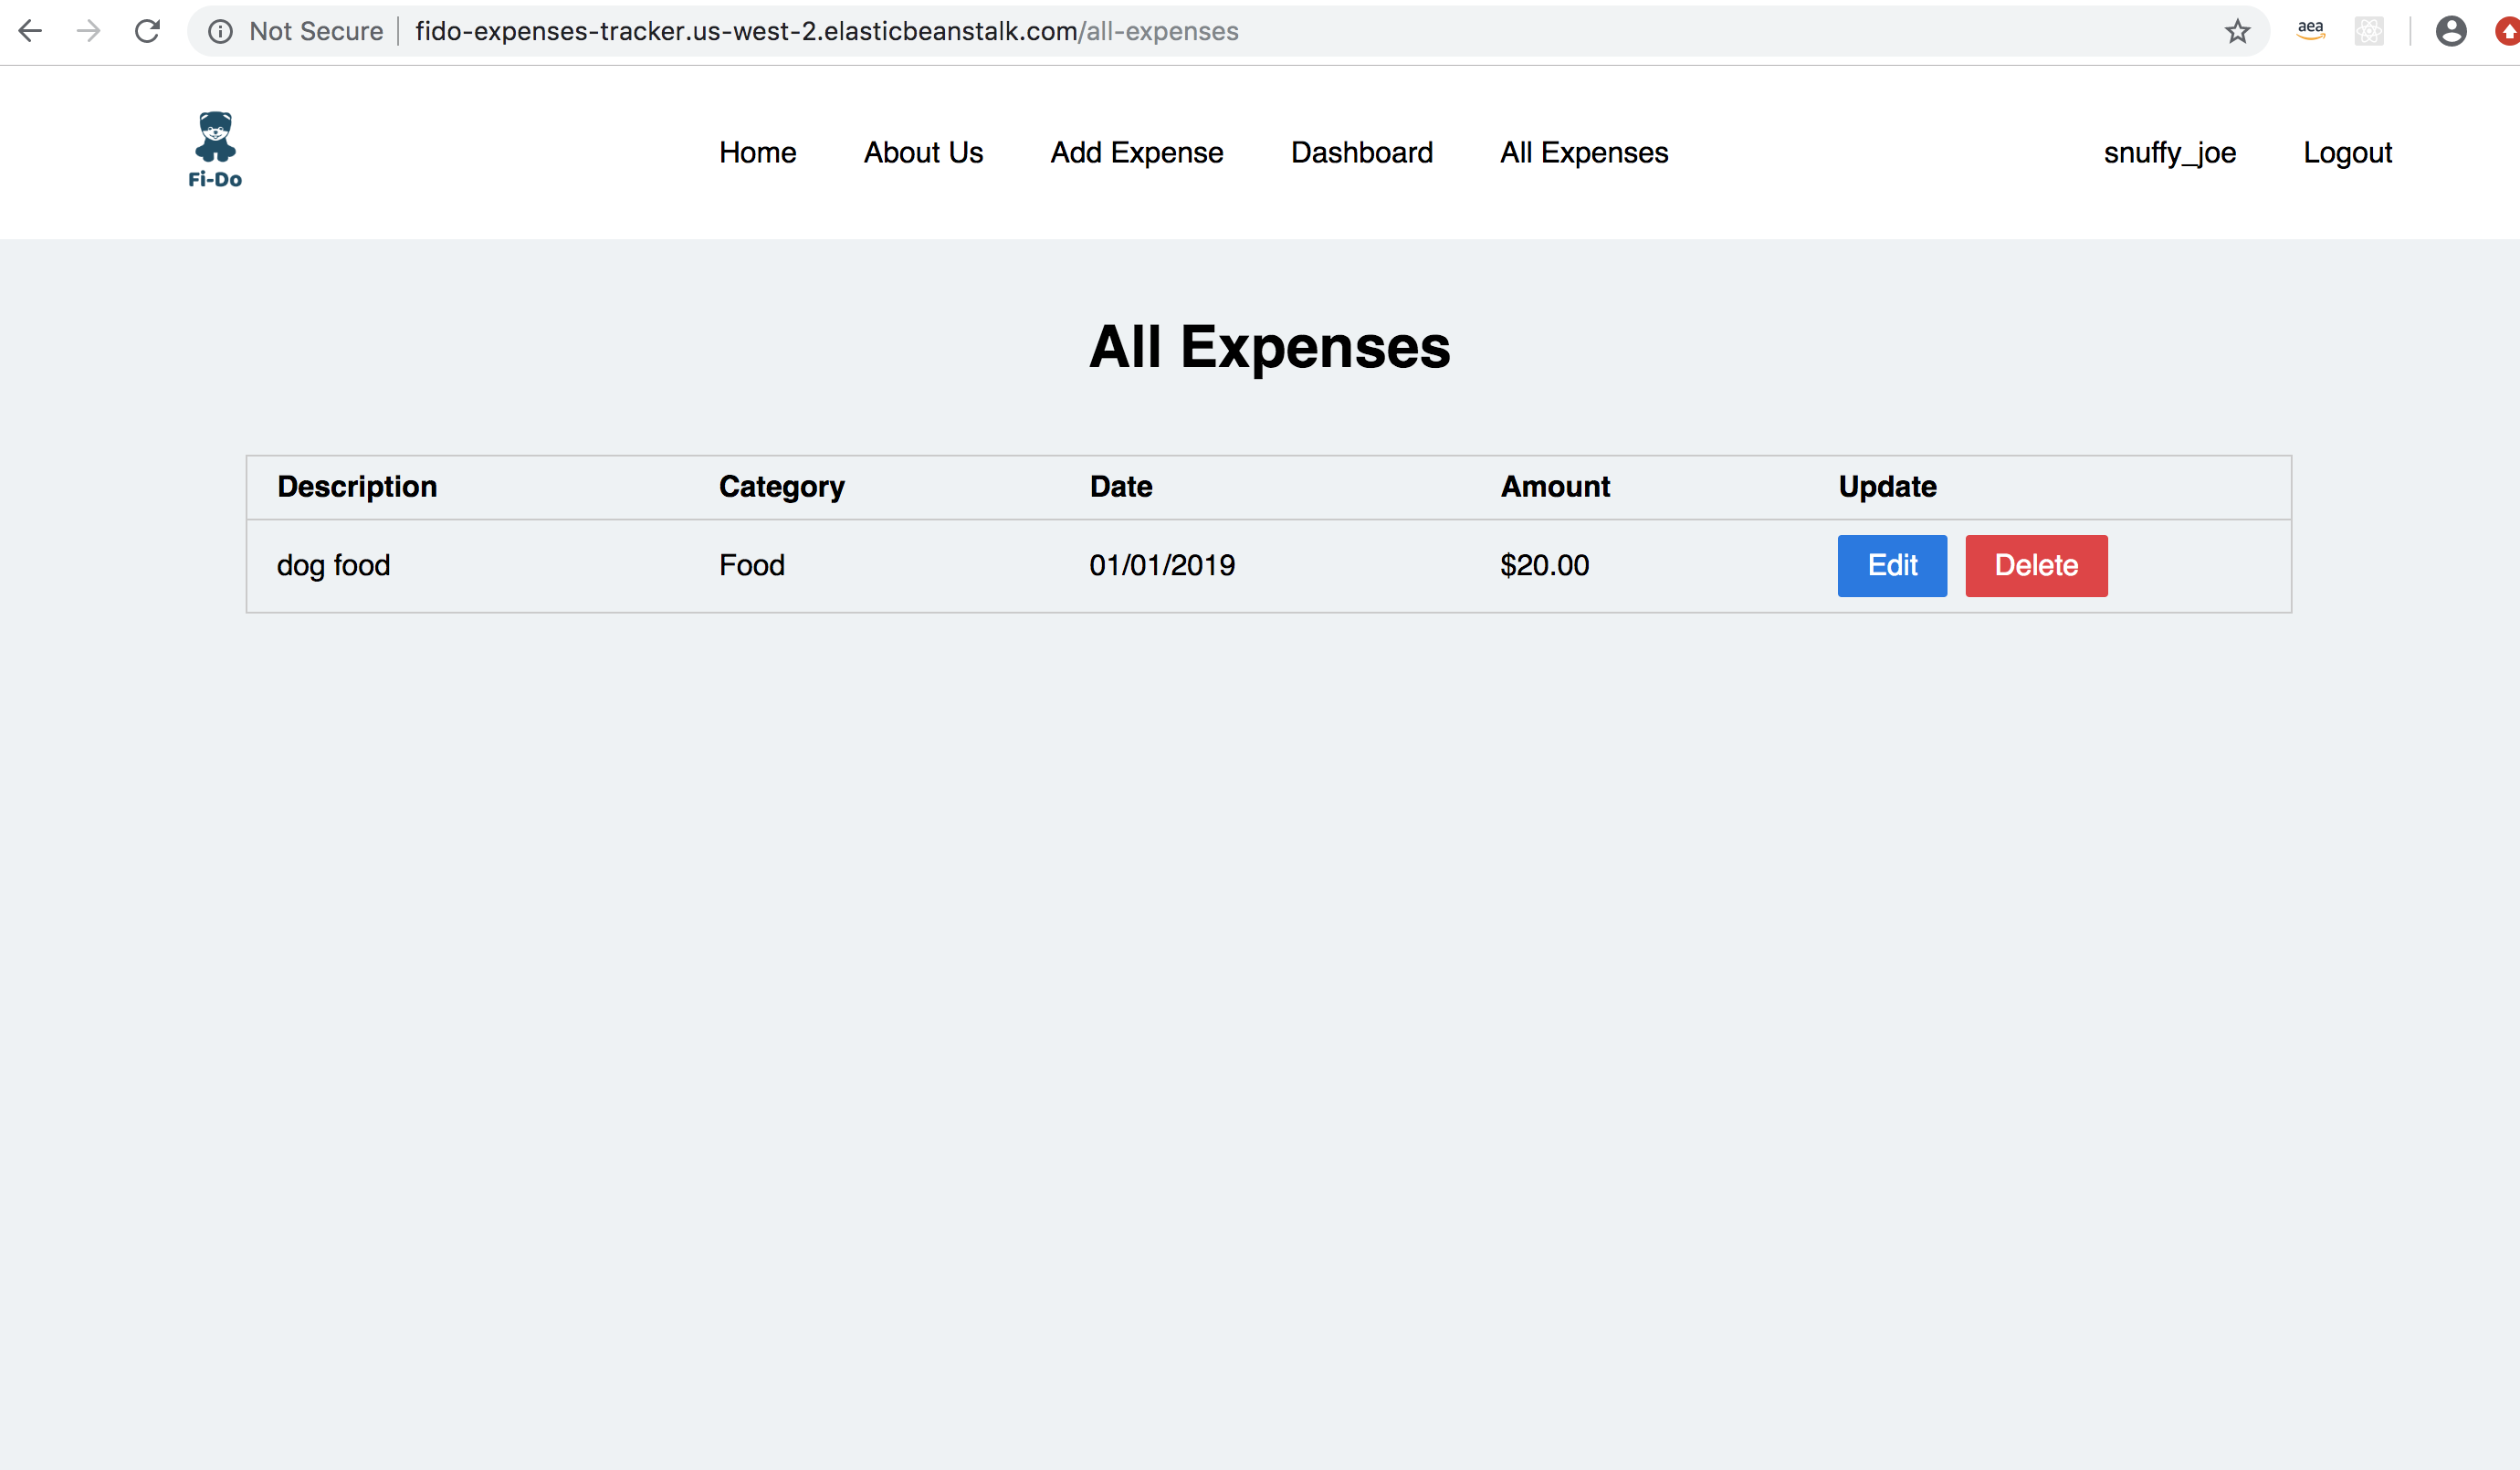 Not Secure | fido-expenses-tracker.us-west-2.elasticbeanstalk.com/all-expenses
aea
Fi-Do
Home About Us Add Expense Dashboard All Expenses snuffy_joe Logout
All Expenses
Description Category Date Amount Update
dog food Food 01/01/2019 $20.00 Edit Delete